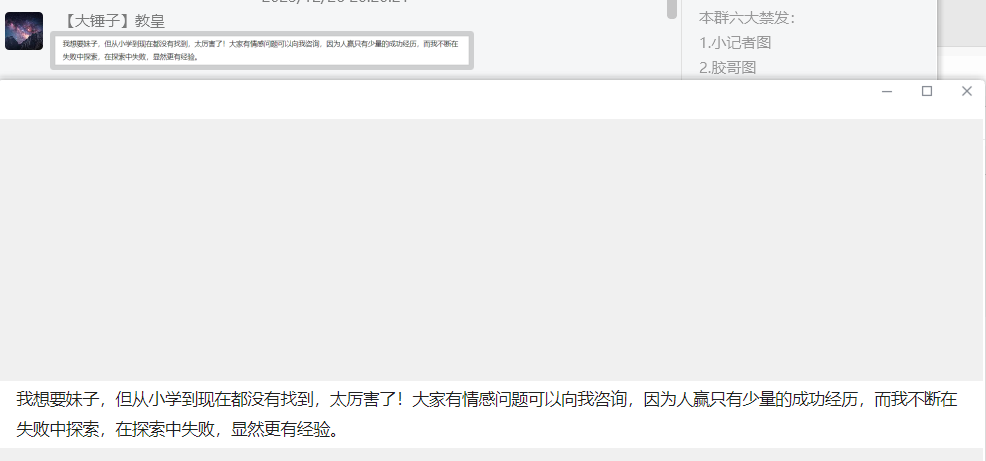 【大锤子】教皇
我想要妹子，但从小学到现在都没有找到，太厉害了！大家有情感问题可以向我咨询，因为人赢只有少量的成功经历，而我不断在
失败中探索，在探索中失败，显然更有经验。
本群六大禁发：
1.小记者图
2.胶哥图
我想要妹子，但从小学到现在都没有找到，太厉害了！大家有情感问题可以向我咨询，因为人赢只有少量的成功经历，而我不断在
失败中探索，在探索中失败，显然更有经验。